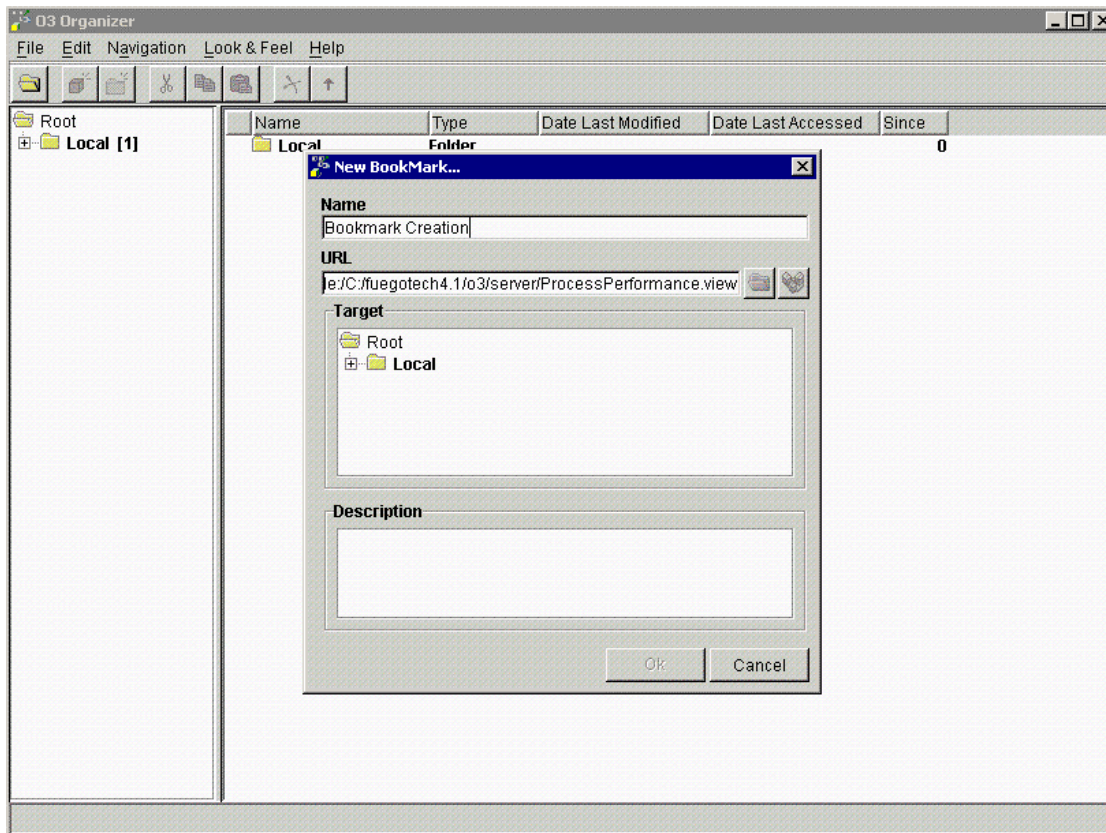 O3 Organizer
File Edit Navigation Look & Feel Help
Root
Local [1]
Name Type Date Last Modified Date Last Accessed Since
Local Folder 0
New BookMark...
Name
Bookmark Creation
URL
le:/C:/fuegotech4.1/o3/server/ProcessPerformance.view
Target
Root
Local
Description
Ok Cancel